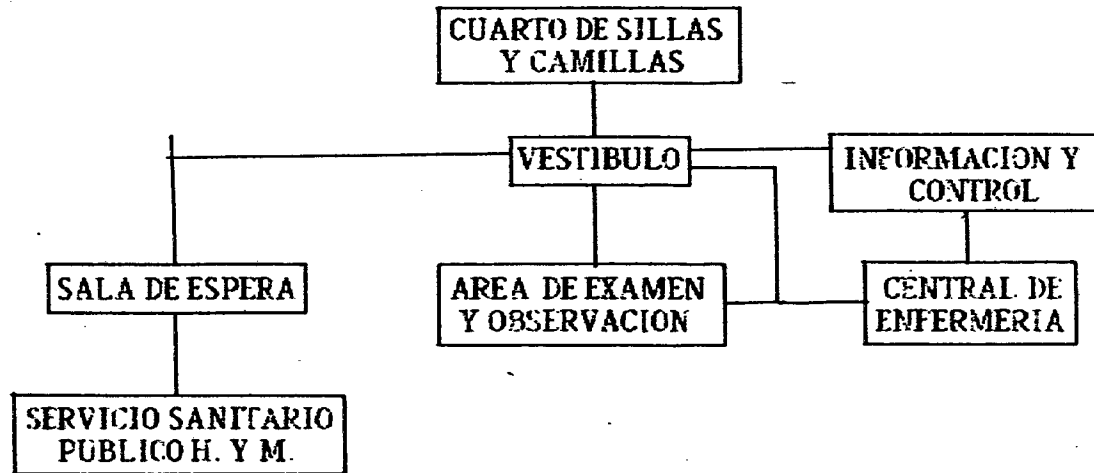 CUARTO DE SILLAS
Y CAMILLAS
VESTIBULO
INFORMACION Y
CONTROL
SALA DE ESPERA
AREA DE EXAMEN
Y OBSERVACION
CENTRAL DE
ENFERMERIA
SERVICIO SANITARIO
PUBLICO H. Y M.